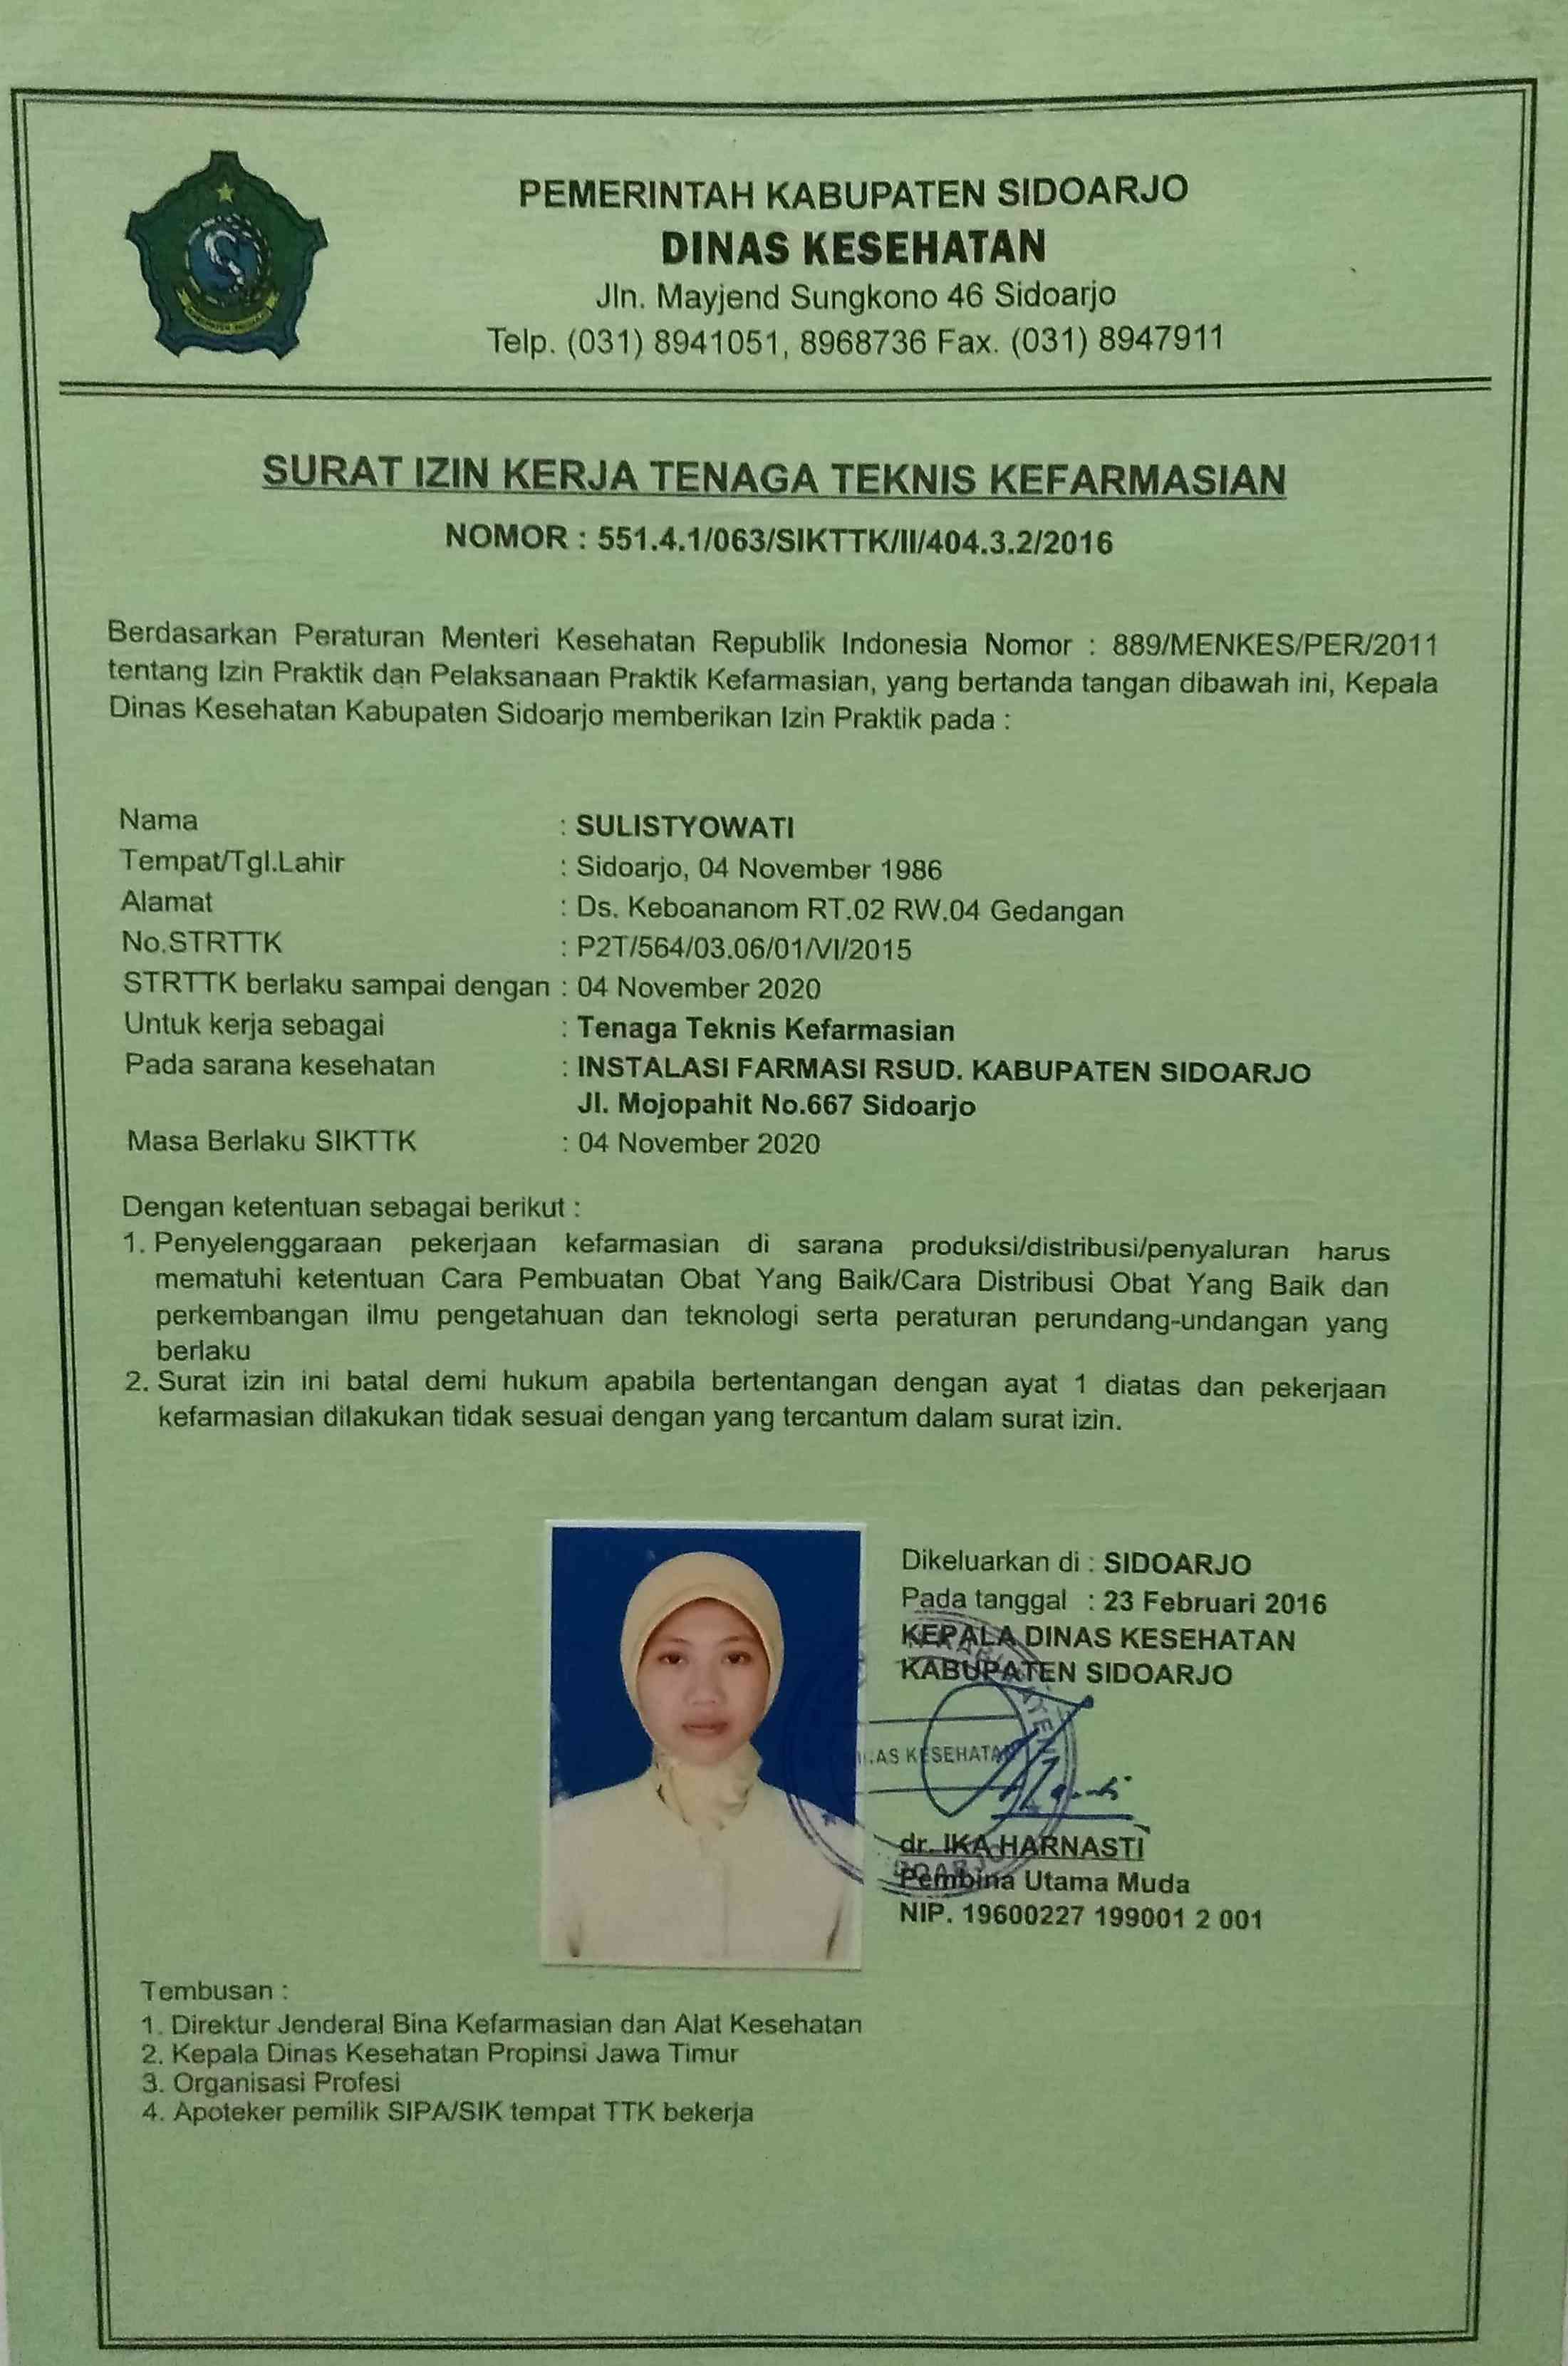 PEMERINTAH KABUPATEN SIDOARJO
DINAS KESEHATAN
Jln. Mayjend Sungkono 46 Sidoarjo
Telp. (031) 8941051, 8968736 Fax. (031) 8947911
SURAT IZIN KERJA TENAGA TEKNIS KEFARMASIAN
NOMOR : 551.4.1/063/SIKTTK/II/404.3.2/2016
Berdasarkan Peraturan Menteri Kesehatan Republik Indonesia Nomor : 889/MENKES/PER/2011
tentang Izin Praktik dan Pelaksanaan Praktik Kefarmasian, yang bertanda tangan dibawah ini, Kepala
Dinas Kesehatan Kabupaten Sidoarjo memberikan Izin Praktik pada :
Nama : SULISTYOWATI
Tempat/Tgl.Lahir : Sidoarjo, 04 November 1986
Alamat : Ds. Keboananom RT.02 RW.04 Gedangan
No.STRTTK : P2T/564/03.06/01/VI/2015
STRTTK berlaku sampai dengan : 04 November 2020
Untuk kerja sebagai : Tenaga Teknis Kefarmasian
Pada sarana kesehatan : INSTALASI FARMASI RSUD. KABUPATEN SIDOARJO
Jl. Mojopahit No.667 Sidoarjo
Masa Berlaku SIKTTK : 04 November 2020
Dengan ketentuan sebagai berikut :
1. Penyelenggaraan pekerjaan kefarmasian di sarana produksi/distribusi/penyaluran harus
mematuhi ketentuan Cara Pembuatan Obat Yang Baik/Cara Distribusi Obat Yang Baik dan
perkembangan ilmu pengetahuan dan teknologi serta peraturan perundang-undangan yang
berlaku
2. Surat izin ini batal demi hukum apabila bertentangan dengan ayat 1 diatas dan pekerjaan
kefarmasian dilakukan tidak sesuai dengan yang tercantum dalam surat izin.
Dikeluarkan di : SIDOARJO
Pada tanggal : 23 Februari 2016
KEPALA DINAS KESEHATAN
KABUPATEN SIDOARJO
KESEHATAN
dr. IKA HARNASTI
Pembina Utama Muda
NIP. 19600227 199001 2 001
Tembusan :
1. Direktur Jenderal Bina Kefarmasian dan Alat Kesehatan
2. Kepala Dinas Kesehatan Propinsi Jawa Timur
3. Organisasi Profesi
4. Apoteker pemilik SIPA/SIK tempat TTK bekerja